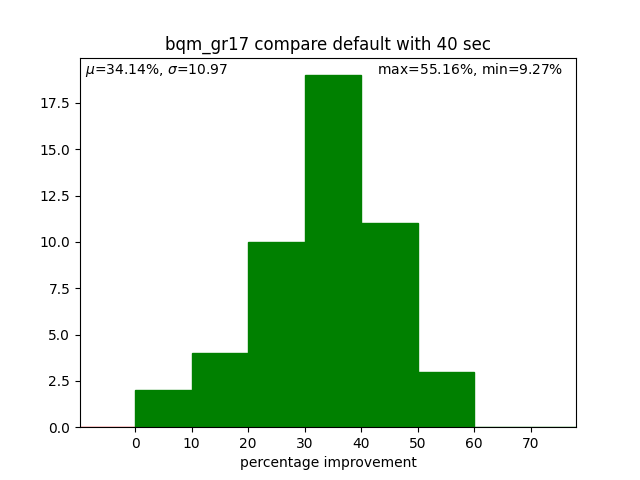 bqm_gr17 compare default with 40 sec
μ=34.14%, σ=10.97
max=55.16%, min=9.27%
17.5
15.0
12.5
10.0
7.5
5.0
2.5
0.0
0 10 20 30 40 50 60 70
percentage improvement